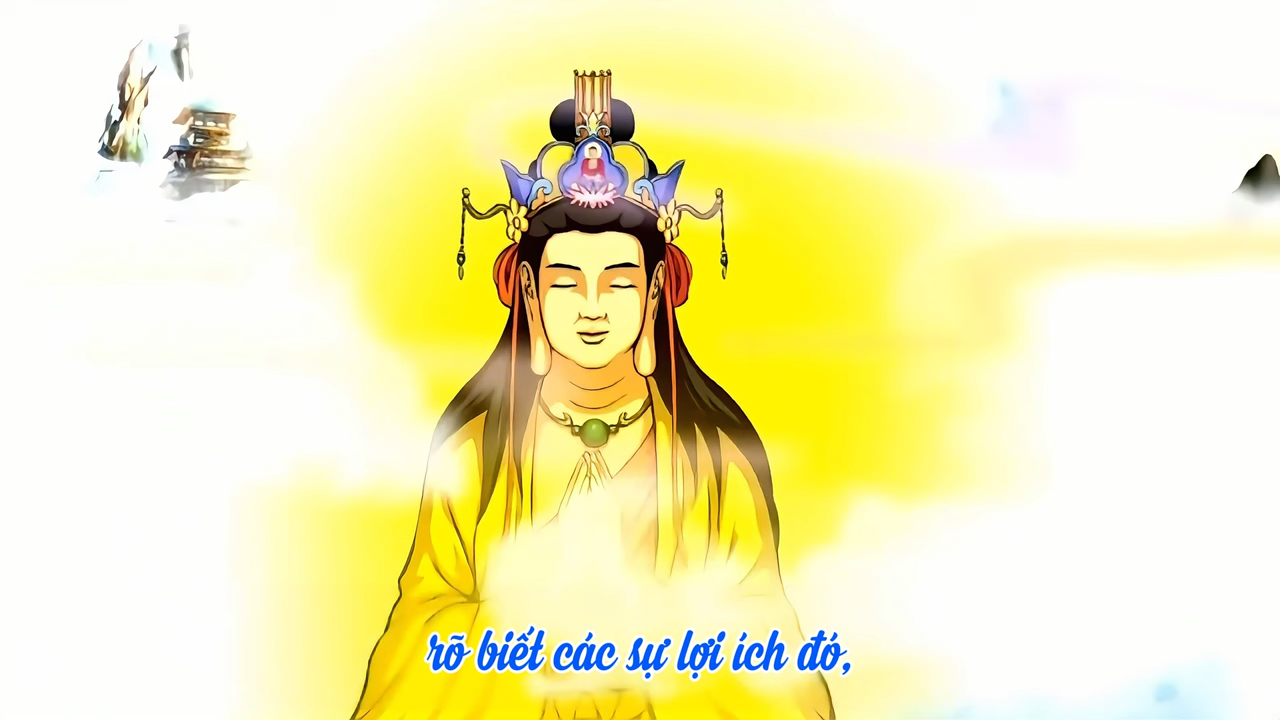 rõ biết các sự lợi ích đó,